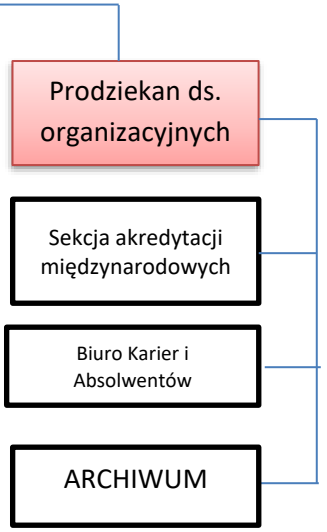 Prodziekan ds.
organizacyjnych
Sekcja akredytacji
międzynarodowych
Biuro Karier i
Absolwentów
ARCHIWUM